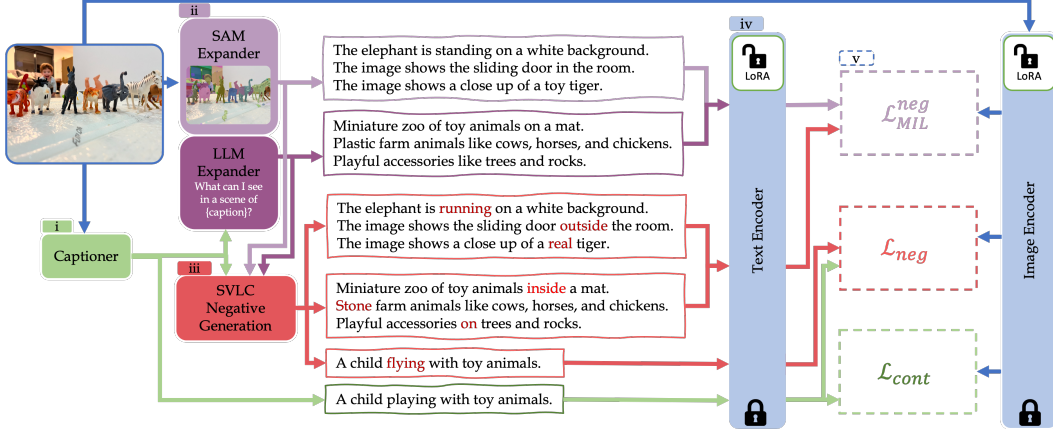 ii
SAM
Expander
LLM
Expander
What can I see
in a scene of
{caption}?
i
Captioner
iii
SVLC
Negative
Generation
The elephant is standing on a white background.
The image shows the sliding door in the room.
The image shows a close up of a toy tiger.
Miniature zoo of toy animals on a mat.
Plastic farm animals like cows, horses, and chickens.
Playful accessories like trees and rocks.
The elephant is running on a white background.
The image shows the sliding door outside the room.
The image shows a close up of a real tiger.
Miniature zoo of toy animals inside a mat.
Stone farm animals like cows, horses, and chickens.
Playful accessories on trees and rocks.
A child flying with toy animals.
A child playing with toy animals.
iv
LoRA
Text Encoder
v
ℒ_MIL^neg
ℒ_neg
ℒ_cont
LoRA
Image Encoder